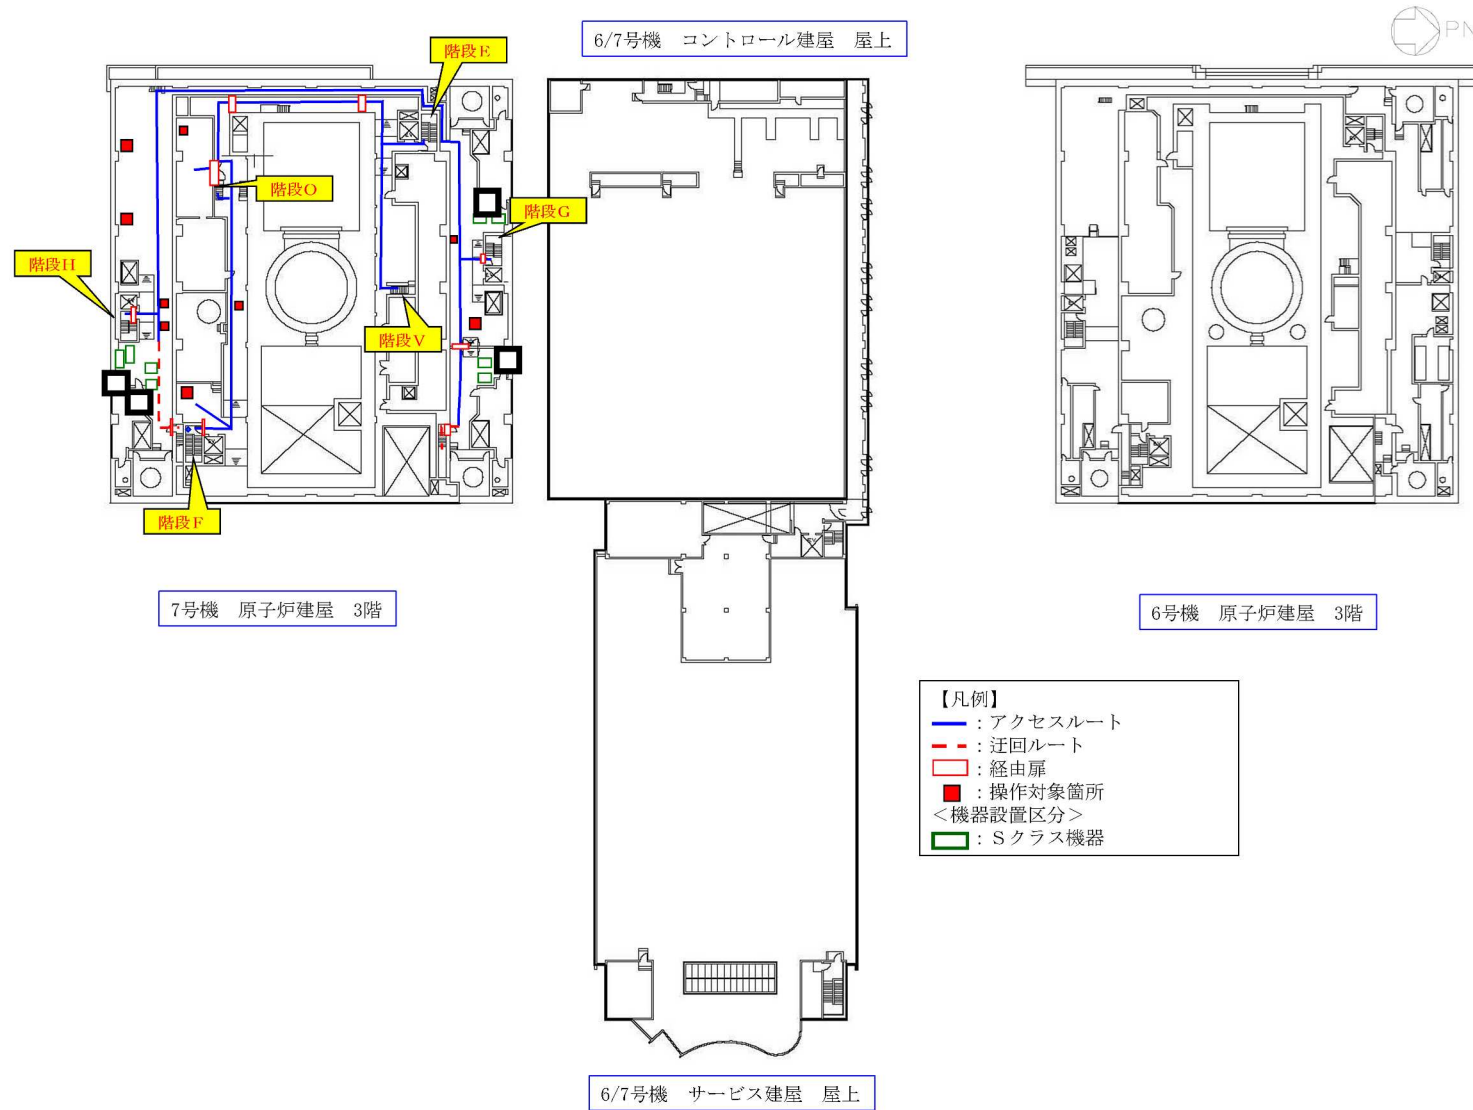 6/7号機　コントロール建屋　屋上
PN
階段E
階段O
階段G
階段H
階段V
階段F
7号機　原子炉建屋　3階
6号機　原子炉建屋　3階
【凡例】
：アクセスルート
：迂回ルート
：経由扉
：操作対象箇所
＜機器設置区分＞
：Sクラス機器
6/7号機　サービス建屋　屋上